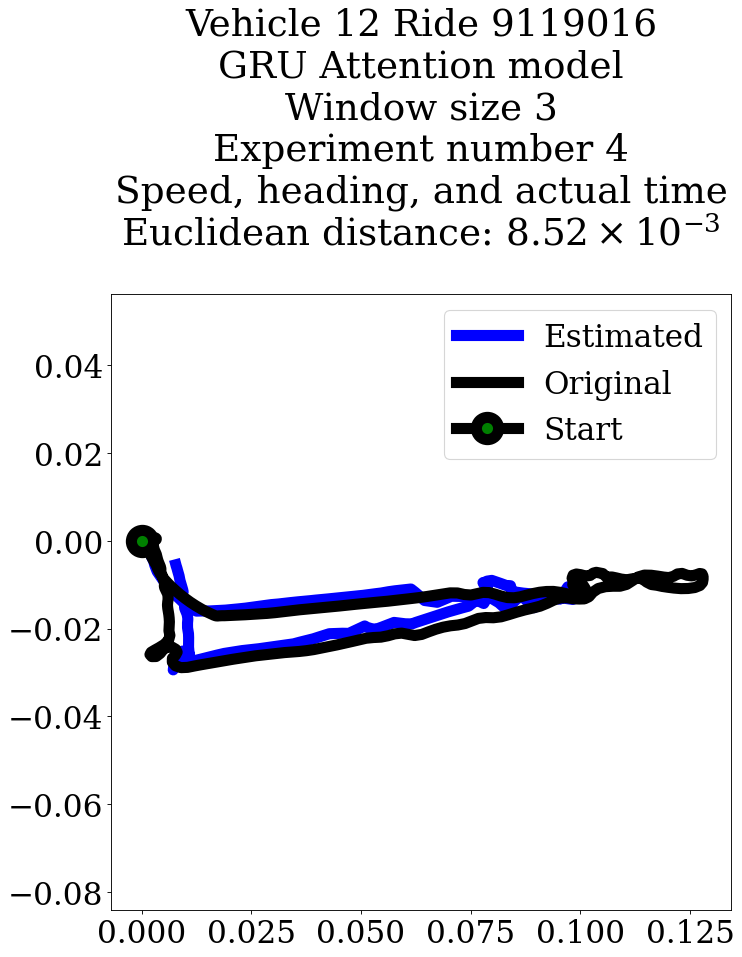 Vehicle 12 Ride 9119016
GRU Attention model
Window size 3
Experiment number 4
Speed, heading, and actual time
Euclidean distance: 8.52 × 10⁻³
Estimated
Original
Start
0.04
0.02
0.00
−0.02
−0.04
−0.06
−0.08
0.000 0.025 0.050 0.075 0.100 0.125